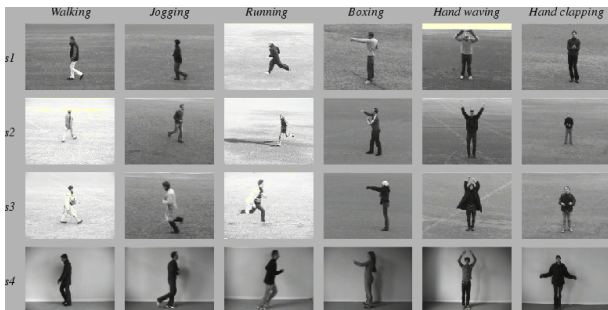 Walking Jogging Running Boxing Hand waving Hand clapping
s1
s2
s3
s4